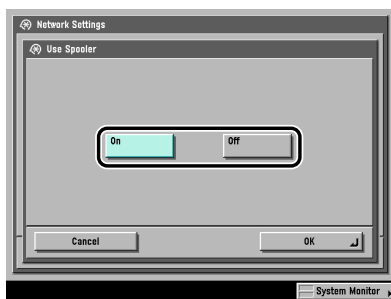 Network Settings
Use Spooler
On Off
Cancel OK
System Monitor